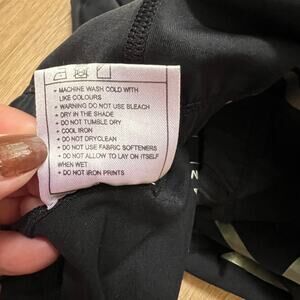 + MACHINE WASH COLD WITH
LIKE COLOURS
+ WARNING DO NOT USE BLEACH
+ DRY IN THE SHADE
+ DO NOT TUMBLE DRY
+ COOL IRON
+ DO NOT DRYCLEAN
+ DO NOT USE FABRIC SOFTENERS
+ DO NOT ALLOW TO LAY ON ITSELF
WHEN WET
+ DO NOT IRON PRINTS
N